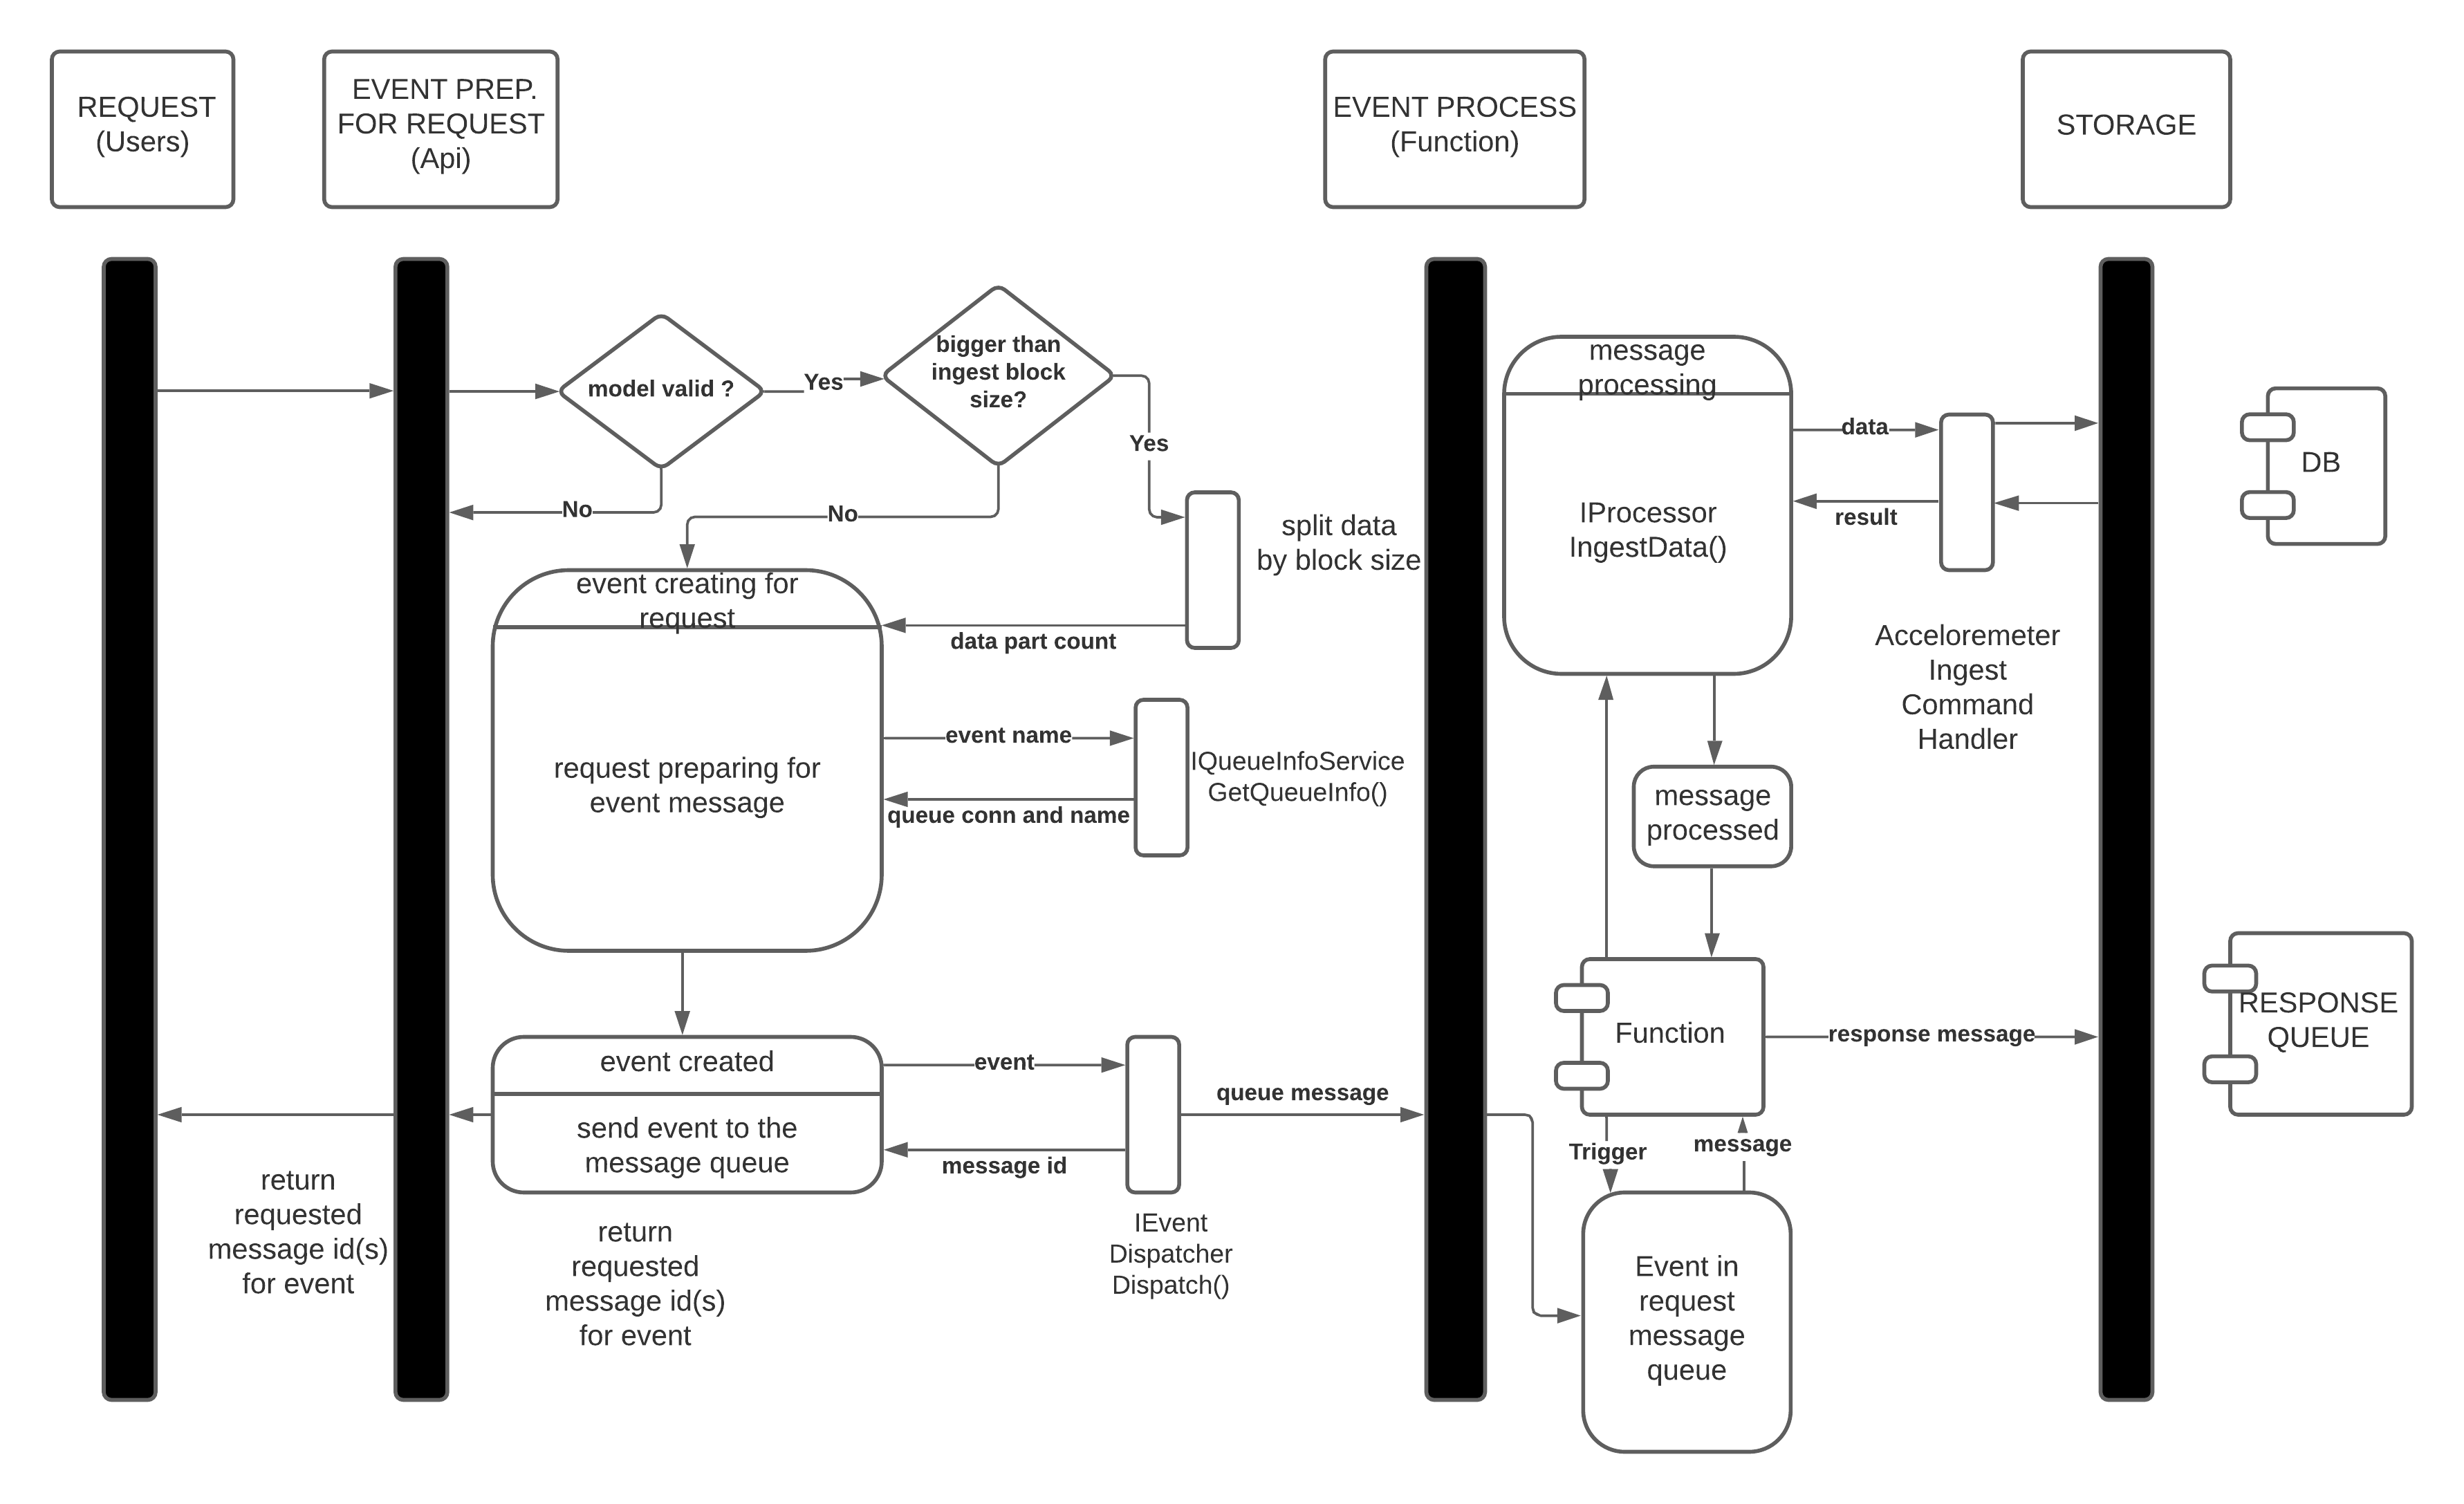 REQUEST
(Users)
EVENT PREP.
FOR REQUEST
(Api)
EVENT PROCESS
(Function)
STORAGE
model valid ?
Yes
bigger than
ingest block
size?
Yes
No
No
split data
by block size
event creating for
request
data part count
request preparing for
event message
event name
queue conn and name
IQueueInfoService
GetQueueInfo()
event created
send event to the
message queue
event
message id
IEvent
Dispatcher
Dispatch()
queue message
return
requested
message id(s)
for event
return
requested
message id(s)
for event
message
processing
IProcessor
IngestData()
data
result
Acceloremeter
Ingest
Command
Handler
message
processed
Function
response message
Trigger
message
Event in
request
message
queue
DB
RESPONSE
QUEUE